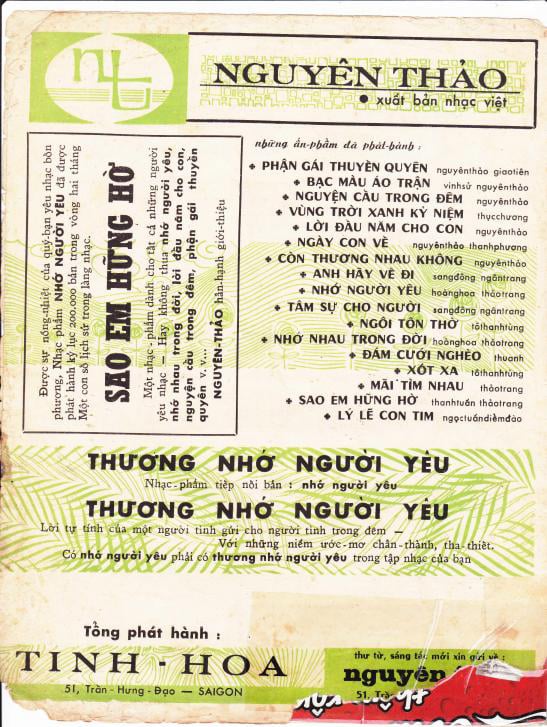 nt
NGUYÊN THẢO
• xuất bản nhạc việt
Được sự nồng-nhiệt của quý-bạn yêu nhạc bốn
phương, Nhạc phẩm NHỚ NGƯỜI YÊU đã được
phát hành kỷ lục 200.000 bản trong vòng hai tháng
Một con số lịch sử trong làng nhạc.
SAO EM HỮNG HỜ
Một nhạc-phẩm dành cho tất cả những người
yêu nhạc — Hay không thua nhớ người yêu,
nhớ nhau trong đời, lời đầu năm cho con,
nguyện cầu trong đêm, phận gái thuyền
quyên v. v...
NGUYÊN-THẢO hân-hạnh giới-thiệu
những ấn-phẩm đã phát-hành :
+ PHẬN GÁI THUYỀN QUYÊN nguyênthảo giaotiên
+ BẠC MÀU ÁO TRẬN vinhsử nguyênthảo
+ NGUYỆN CẦU TRONG ĐÊM nguyênthảo
+ VÙNG TRỜI XANH KỶ NIỆM thụcchương
+ LỜI ĐẦU NĂM CHO CON nguyênthảo
+ NGÀY CON VỀ nguyênthảo thanhphương
+ CÒN THƯƠNG NHAU KHÔNG nguyênthảo
+ ANH HÃY VỀ ĐI sangđông ngântrang
+ NHỚ NGƯỜI YÊU hoànghoa thảotrang
+ TÂM SỰ CHO NGƯỜI sangđông ngântrang
+ NGÔI TÔN THỜ tôthanhtùng
+ NHỚ NHAU TRONG ĐỜI hoànghoa thảotrang
+ ĐÁM CƯỚI NGHÈO thuanh
+ XÓT XA tôthanhtùng
+ MÃI TÌM NHAU thảotrang
+ SAO EM HỮNG HỜ thanhtuấn thảotrang
+ LÝ LẼ CON TIM ngọctuấndiễmđào
THƯƠNG NHỚ NGƯỜI YÊU
Nhạc-phẩm tiếp nối bản : nhớ người yêu
THƯƠNG NHỚ NGƯỜI YÊU
Lời tự tình của một người tình gửi cho người tình trong đêm —
Với những niềm ước-mơ chân-thành, tha-thiết.
Có nhớ người yêu phải có thương nhớ người yêu trong tập nhạc của bạn
Tổng phát hành :
TINH - HOA
51, Trần - Hưng - Đạo — SAIGON
thư từ, sáng tác mới xin gửi về :
nguyên
51, Trầ